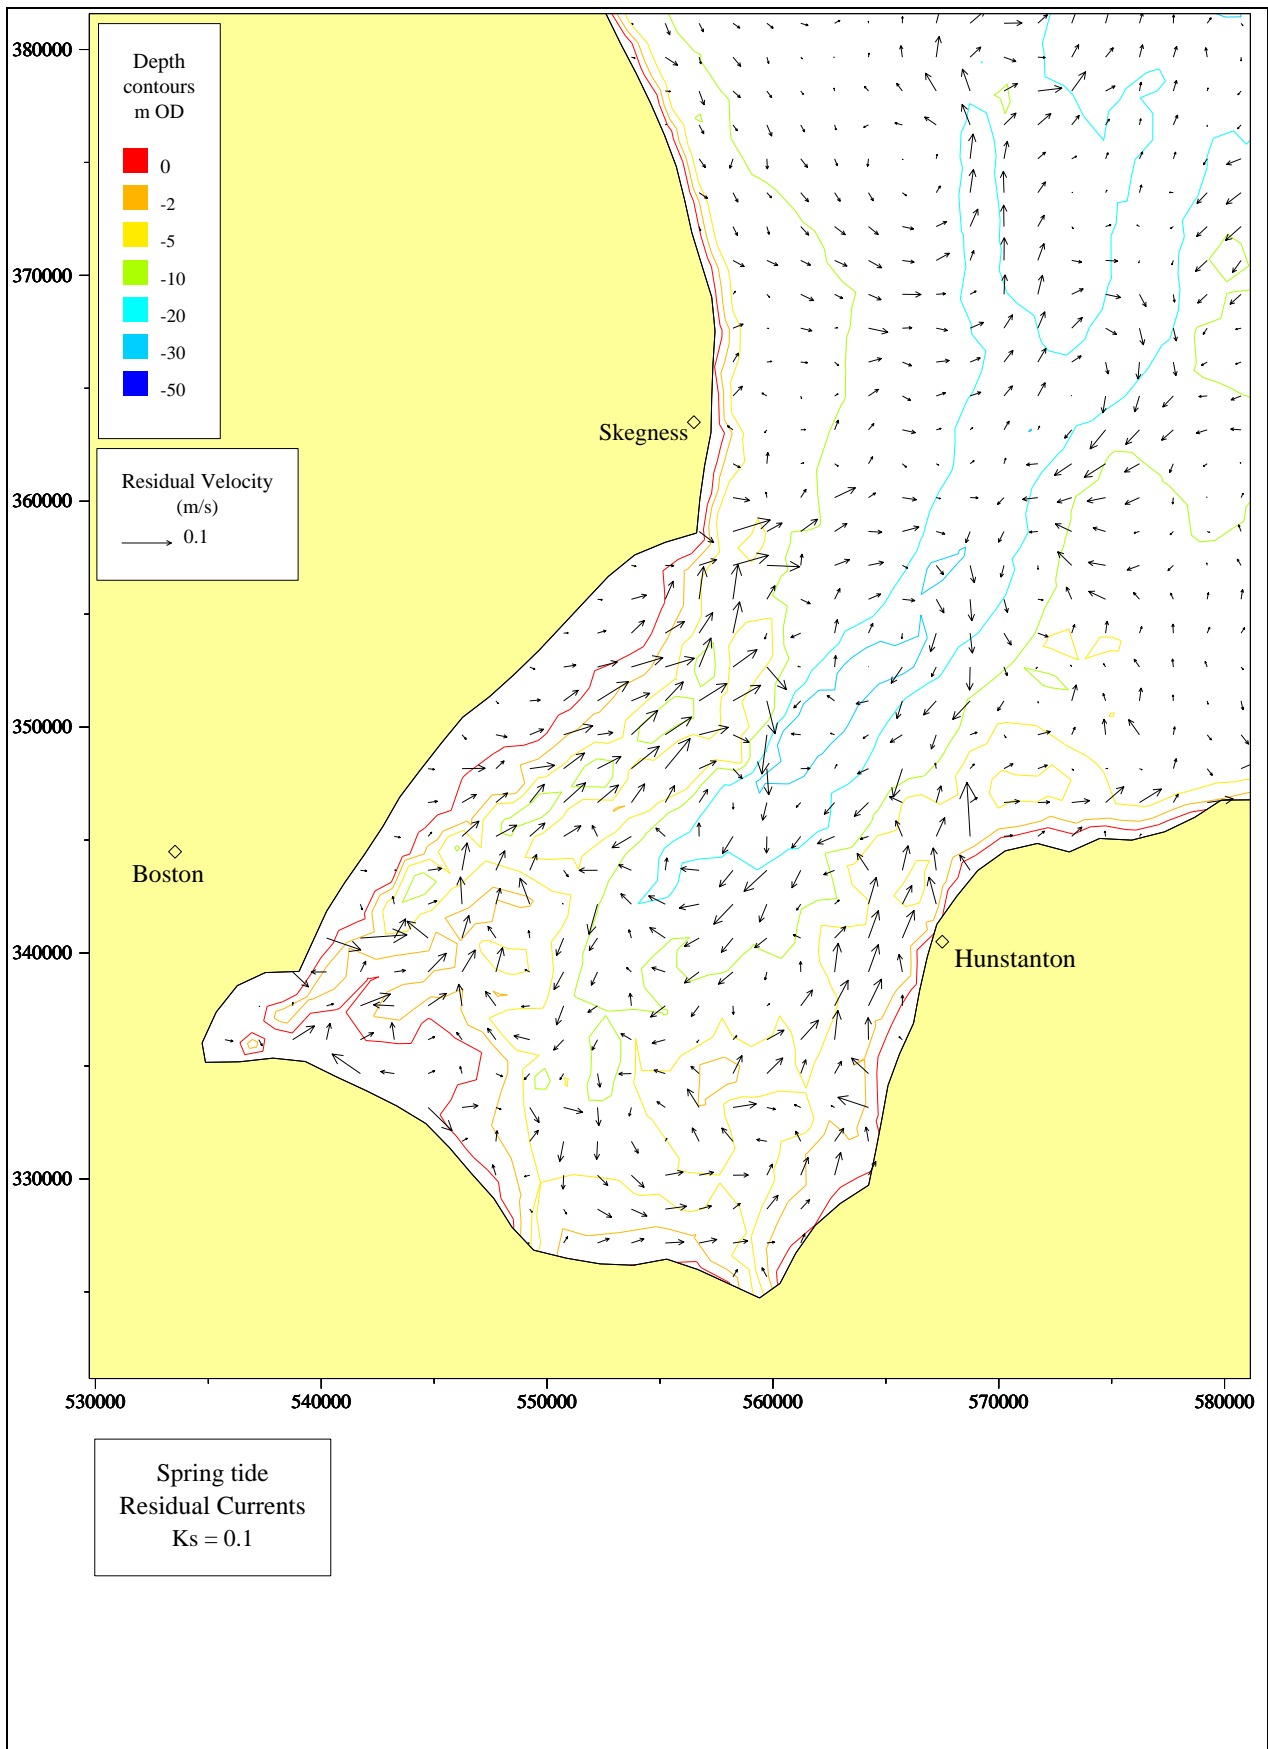 380000
370000
360000
350000
340000
330000
Depth
contours
m OD
0
-2
-5
-10
-20
-30
-50
Residual Velocity
(m/s)
0.1
Skegness
Boston
Hunstanton
530000
540000
550000
560000
570000
580000
Spring tide
Residual Currents
Ks = 0.1